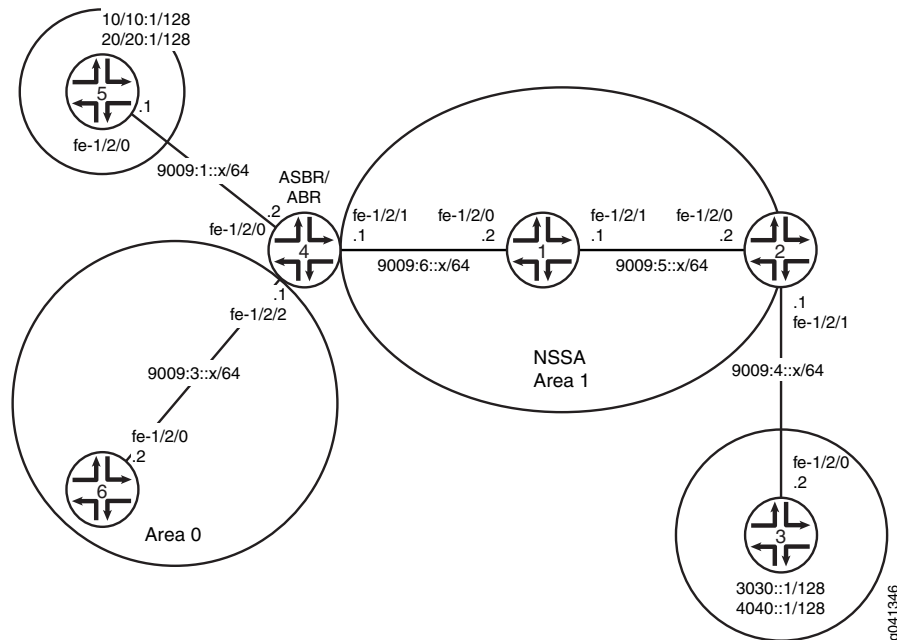 10/10:1/128
20/20:1/128
5
.1
fe-1/2/0
9009:1::x/64
ASBR/
ABR
.2
fe-1/2/0
4
fe-1/2/1
.1
9009:6::x/64
fe-1/2/0
.2
1
fe-1/2/1
.1
9009:5::x/64
fe-1/2/0
.2
2
.1
fe-1/2/1
9009:4::x/64
NSSA
Area 1
.1
fe-1/2/2
9009:3::x/64
fe-1/2/0
.2
6
Area 0
fe-1/2/0
.2
3
3030::1/128
4040::1/128
g041346